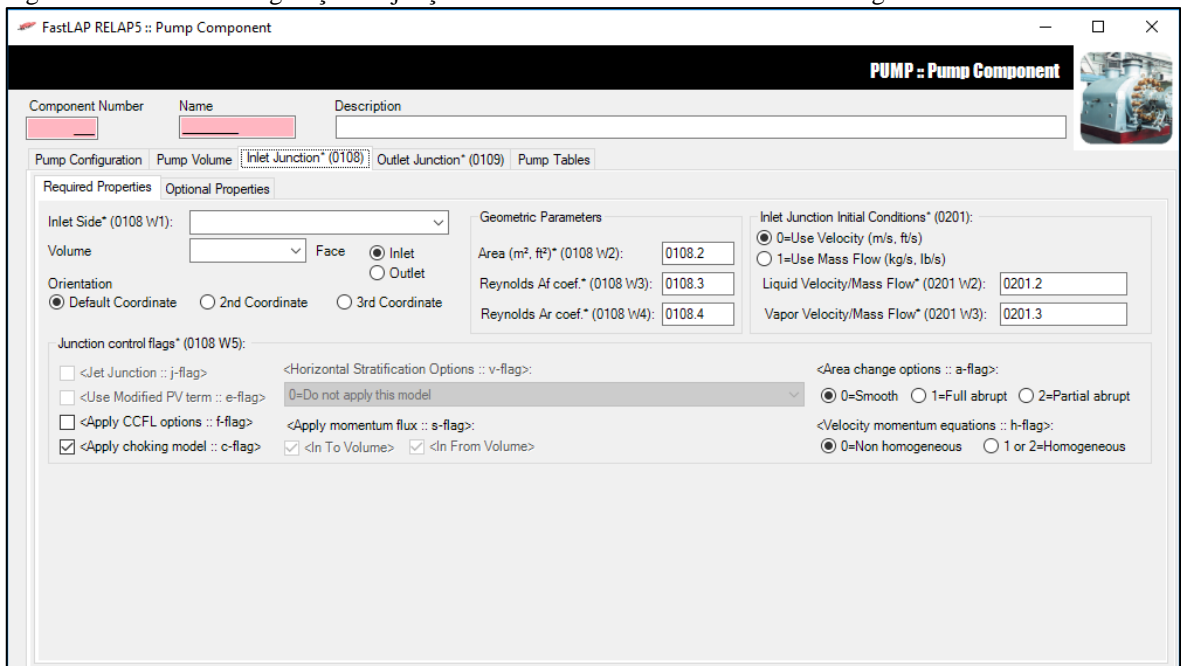 FastLAP RELAP5 :: Pump Component
PUMP :: Pump Component
Component Number Name Description
Pump Configuration Pump Volume Inlet Junction* (0108) Outlet Junction* (0109) Pump Tables
Required Properties Optional Properties
Inlet Side* (0108 W1):
Volume Face Inlet
Outlet
Orientation
Default Coordinate 2nd Coordinate 3rd Coordinate
Geometric Parameters
Area (m², ft²)* (0108 W2): 0108.2
Reynolds Af coef.* (0108 W3): 0108.3
Reynolds Ar coef.* (0108 W4): 0108.4
Inlet Junction Initial Conditions* (0201):
0=Use Velocity (m/s, ft/s)
1=Use Mass Flow (kg/s, lb/s)
Liquid Velocity/Mass Flow* (0201 W2): 0201.2
Vapor Velocity/Mass Flow* (0201 W3): 0201.3
Junction control flags* (0108 W5):
<Jet Junction :: j-flag>
<Use Modified PV term :: e-flag>
<Apply CCFL options :: f-flag>
<Apply choking model :: c-flag>
<Horizontal Stratification Options :: v-flag>:
0=Do not apply this model
<Apply momentum flux :: s-flag>:
<In To Volume> <In From Volume>
<Area change options :: a-flag>:
0=Smooth 1=Full abrupt 2=Partial abrupt
<Velocity momentum equations :: h-flag>:
0=Non homogeneous 1 or 2=Homogeneous